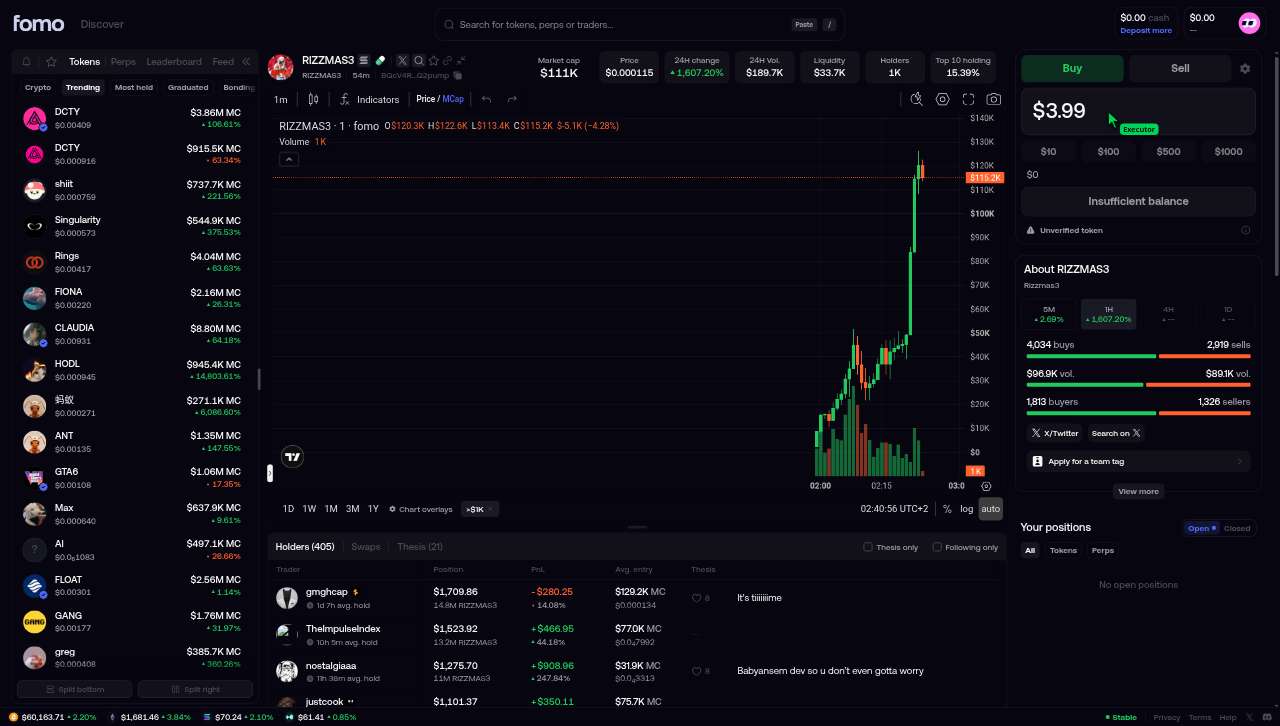 fomo
Discover
Search for tokens, perps or traders...
Paste
/
$0.00 cash
Deposit more
$0.00
—
Tokens Perps Leaderboard Feed
Crypto Trending Most held Graduated Bonding
DCTY $3.86M MC
$0.00409 106.61%
DCTY $915.5K MC
$0.000916 63.34%
shiit $737.7K MC
$0.000759 221.56%
Singularity $544.9K MC
$0.000573 375.53%
Rings $4.04M MC
$0.00417 63.63%
FIONA $2.16M MC
$0.00220 26.31%
CLAUDIA $8.80M MC
$0.00931 64.18%
HODL $945.4K MC
$0.000945 14,803.61%
蚂蚁 $271.1K MC
$0.000271 6,086.60%
ANT $1.35M MC
$0.00135 147.55%
GTA6 $1.06M MC
$0.00108 17.35%
Max $637.9K MC
$0.000640 9.61%
? AI $497.1K MC
$0.0₆1083 26.66%
FLOAT $2.56M MC
$0.00301 1.14%
GANG $1.76M MC
$0.00177 31.97%
greg $385.7K MC
$0.000408 360.26%
Split bottom Split right
RIZZMAS3
RIZZMAS3 54m
Market cap
$111K
Price
$0.000115
24H change
1,607.20%
24H Vol.
$189.7K
Liquidity
$33.7K
Holders
1K
Top 10 holding
15.39%
1m Indicators Price / MCap
RIZZMAS3 · 1 · fomo O$120.3K H$122.6K L$113.4K C$115.2K $-5.1K (−4.28%)
Volume 1K
$140K
$130K
$120K
$115.2K
$110K
$100K
$90K
$80K
$70K
$60K
$50K
$40K
$30K
$20K
$10K
$0
1K
02:00 02:15 03:0
1D 1W 1M 3M 1Y Chart overlays >$1K 02:40:56 UTC+2 % log auto
Holders (405) Swaps Thesis (21) Thesis only Following only
Trader Position PnL Avg. entry Thesis
gmghcap $1,709.86 -$280.25 $129.2K MC 8 It's tiiiiiiime
1d 7h avg. hold 14.8M RIZZMAS3 14.08% $0.000134
TheImpulseIndex $1,523.92 +$466.95 $77.0K MC
10h 5m avg. hold 13.2M RIZZMAS3 44.18% $0.0₄7992
nostalgiaaa $1,275.70 +$908.96 $31.9K MC 8 Babyansem dev so u don't even gotta worry
11h 38m avg. hold 11M RIZZMAS3 247.84% $0.0₄3313
justcook $1,101.37 +$350.11 $75.7K MC
Buy Sell
$3.99
Executor
$10 $100 $500 $1000
$0
Insufficient balance
Unverified token
About RIZZMAS3
Rizzmas3
5M 1H 4H 1D
2.69% 1,607.20% -- --
4,034 buys 2,919 sells
$96.9K vol. $89.1K vol.
1,813 buyers 1,326 sellers
X/Twitter Search on X
Apply for a team tag
View more
Your positions Open Closed
All Tokens Perps
No open positions
$60,163.71 2.20% $1,681.46 3.84% $70.24 2.10% $61.41 0.85%
Stable Privacy Terms Help